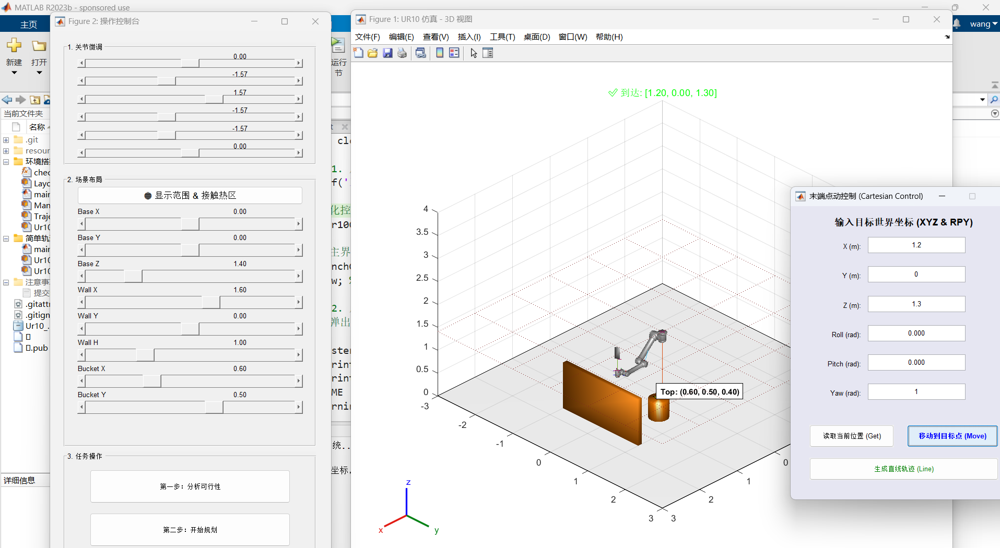 MATLAB R2023b - sponsored use
主页
wang
新建
打开
运行
节
当前文件夹
名称
.git
resour
环境搭
chec
Layo
main
Man
Traje
Ur10
简单轨
main
Ur10
Ur10
注意事
提交
.gitattr
.gitign
Ur10_.
.pub
详细信息
Figure 2: 操作控制台
1. 关节微调
0.00
-1.57
1.57
-1.57
-1.57
0.00
2. 场景布局
显示范围 & 接触热区
Base X
0.00
Base Y
0.00
Base Z
1.40
Wall X
1.60
Wall Y
0.00
Wall H
1.00
Bucket X
0.60
Bucket Y
0.50
3. 任务操作
第一步：分析可行性
第二步：开始规划
t
cl
1.
f('
化控
r10
主界
nch
w;
2.
弹出
ster
rin
rin
ME
rni
统..
坐标,
Figure 1: UR10 仿真 - 3D 视图
文件(F) 编辑(E) 查看(V) 插入(I) 工具(T) 桌面(D) 窗口(W) 帮助(H)
✓ 到达: [1.20, 0.00, 1.30]
4
3.5
3
2.5
2
1.5
1
0.5
0
-3
-2
-1
0
1
2
3
3
2
1
0
Top: (0.60, 0.50, 0.40)
z
x
y
末端点动控制 (Cartesian Control)
输入目标世界坐标 (XYZ & RPY)
X (m):
1.2
Y (m):
0
Z (m):
1.3
Roll (rad):
0.000
Pitch (rad):
0.000
Yaw (rad):
1
读取当前位置 (Get)
移动到目标点 (Move)
生成直线轨迹 (Line)